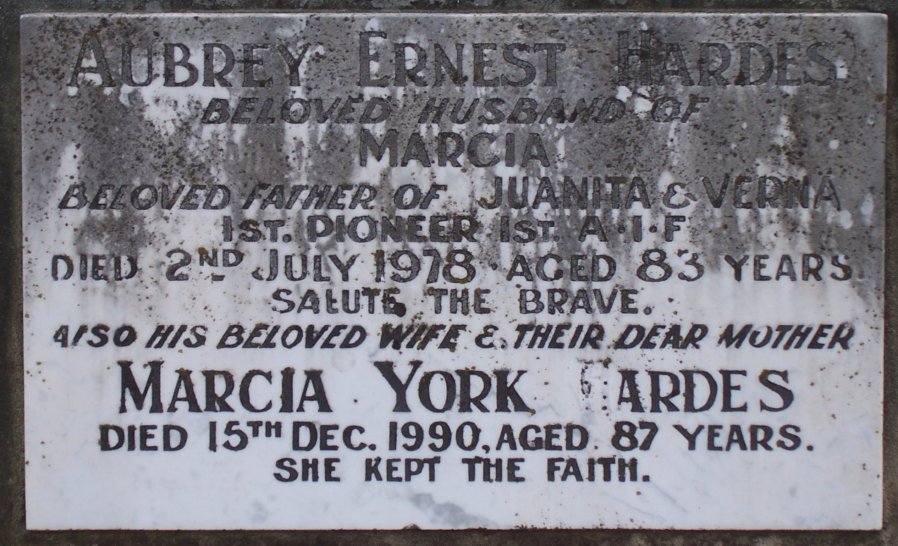 AUBREY ERNEST HARDES
BELOVED HUSBAND OF
MARCIA
BELOVED FATHER OF JUANITA & VERNA
1ST. PIONEER 1ST. A.I.F
DIED 2ND JULY 1978. AGED 83 YEARS.
SALUTE THE BRAVE.
ALSO HIS BELOVED WIFE & THEIR DEAR MOTHER
MARCIA YORK HARDES
DIED 15TH DEC. 1990, AGED. 87 YEARS.
SHE KEPT THE FAITH.